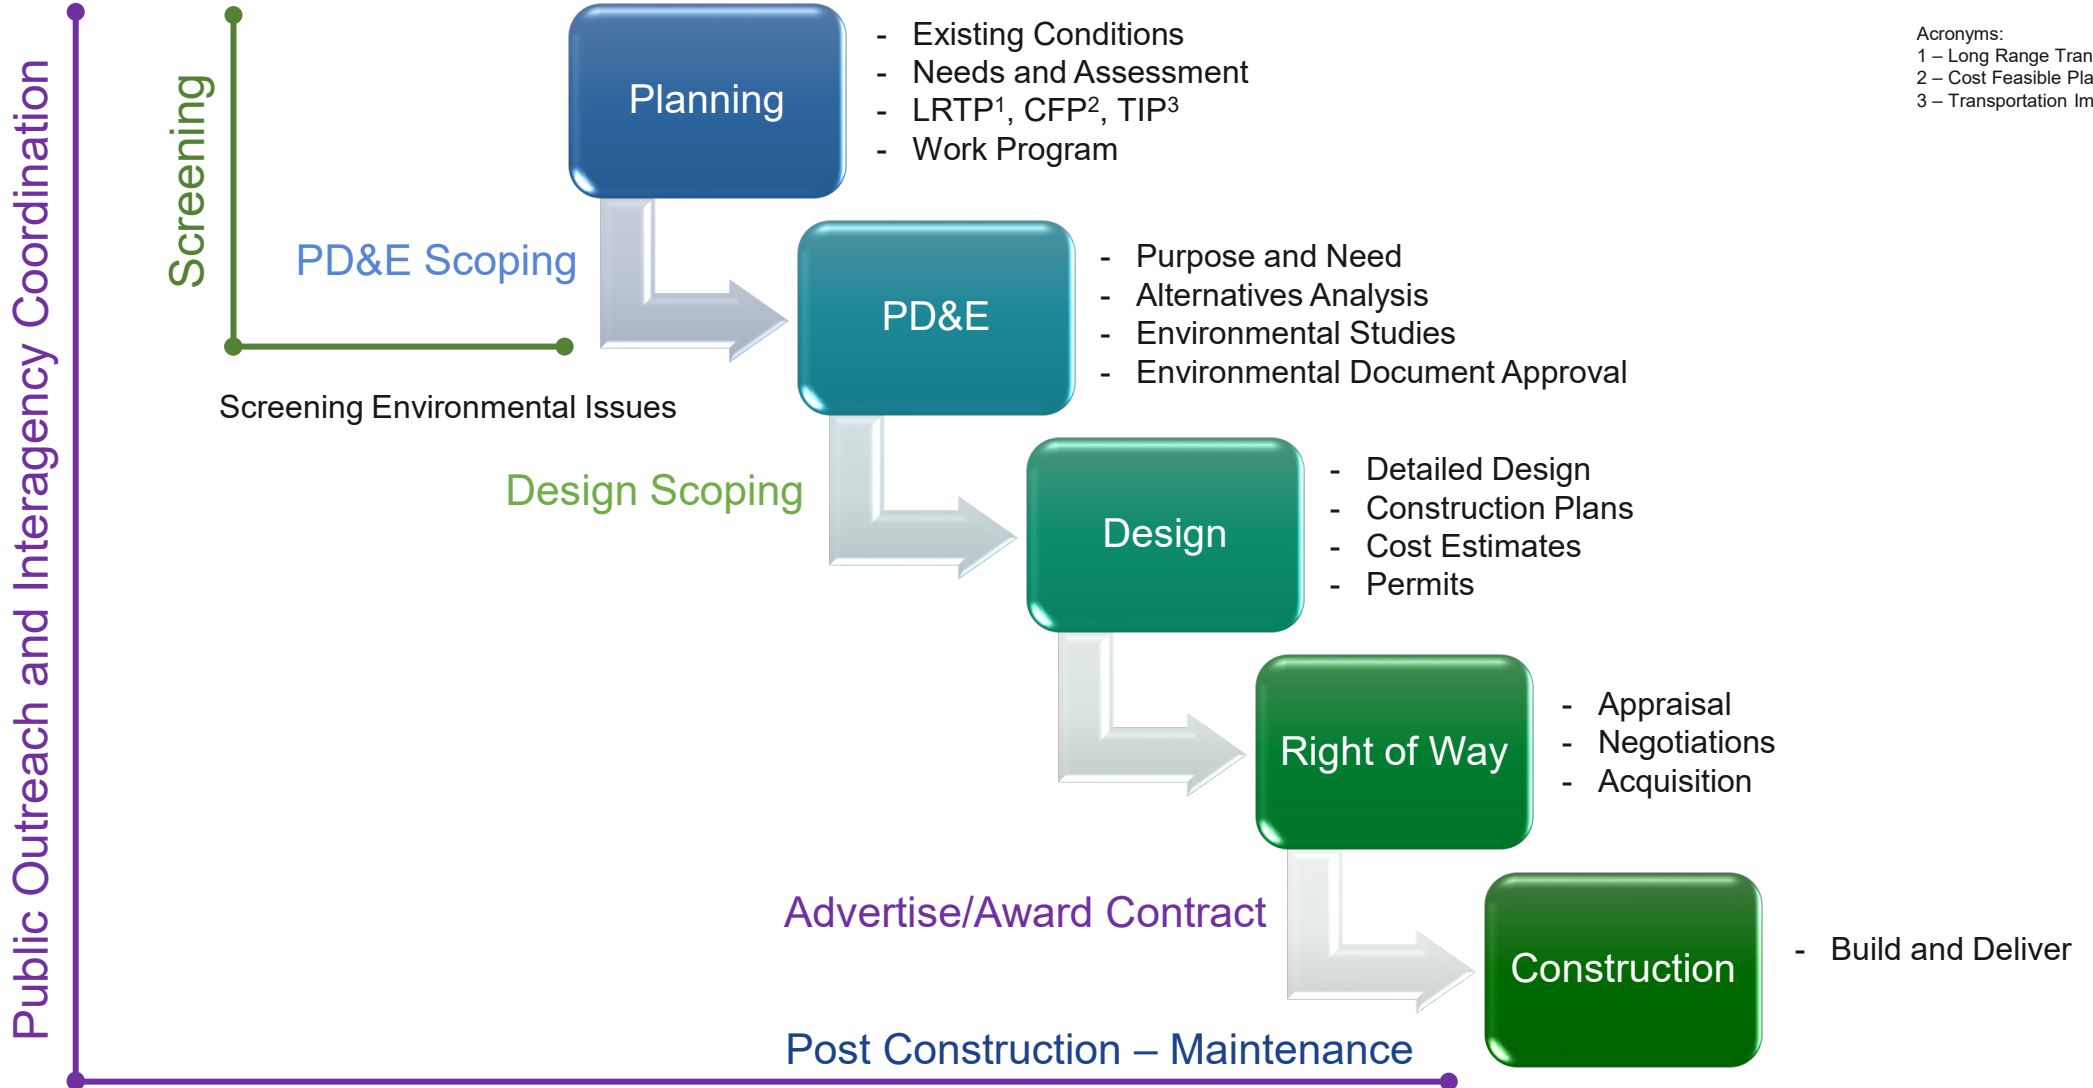 Public Outreach and Interagency Coordination
Screening
Planning
- Existing Conditions
- Needs and Assessment
- LRTP¹, CFP², TIP³
- Work Program
Acronyms:
1 – Long Range Tran
2 – Cost Feasible Pla
3 – Transportation Im
PD&E Scoping
PD&E
- Purpose and Need
- Alternatives Analysis
- Environmental Studies
- Environmental Document Approval
Screening Environmental Issues
Design Scoping
Design
- Detailed Design
- Construction Plans
- Cost Estimates
- Permits
Right of Way
- Appraisal
- Negotiations
- Acquisition
Advertise/Award Contract
Construction
- Build and Deliver
Post Construction – Maintenance